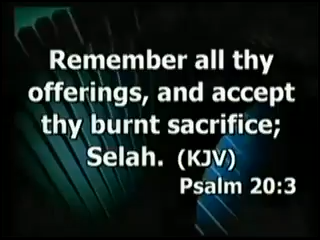 Remember all thy
offerings, and accept
thy burnt sacrifice;
Selah. (KJV)
Psalm 20:3